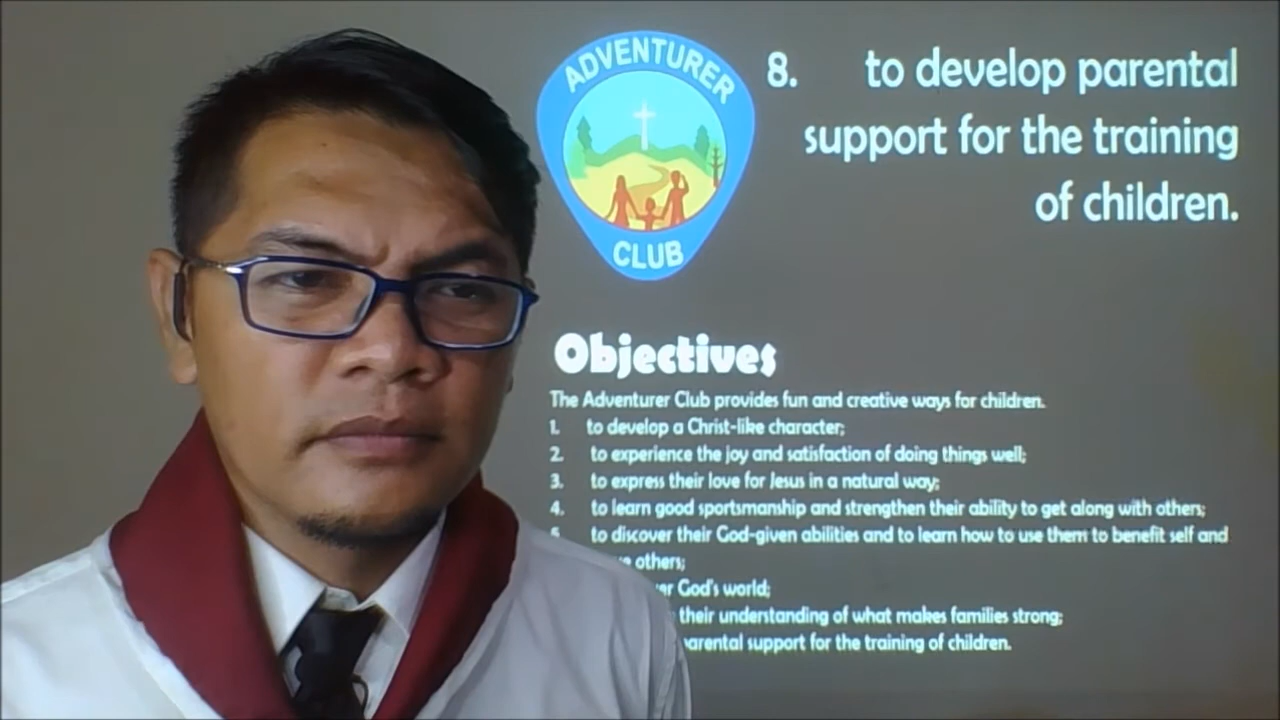 ADVENTURER
CLUB
8. to develop parental
support for the training
of children.
Objectives
The Adventurer Club provides fun and creative ways for children.
1. to develop a Christ-like character;
2. to experience the joy and satisfaction of doing things well;
3. to express their love for Jesus in a natural way;
4. to learn good sportsmanship and strengthen their ability to get along with others;
5. to discover their God-given abilities and to learn how to use them to benefit self and
others;
God's world;
their understanding of what makes families strong;
support for the training of children.